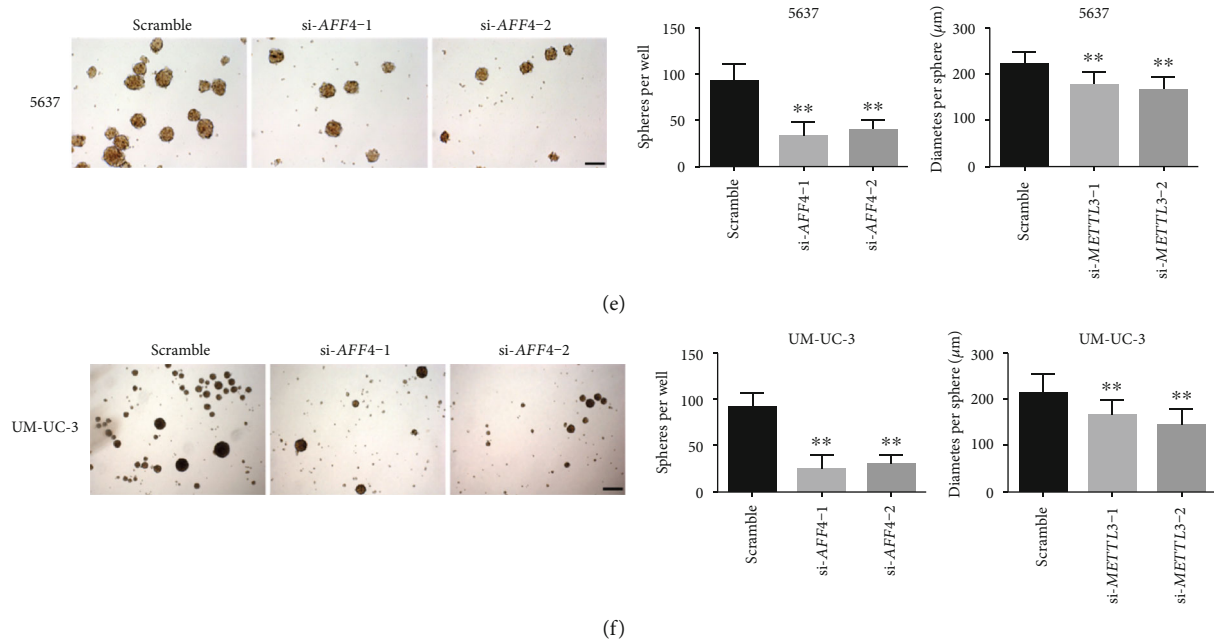 Scramble
si-AFF4-1
si-AFF4-2
5637
5637
Spheres per well
150
100
50
0
**
**
Scramble
si-AFF4-1
si-AFF4-2
5637
Diametes per sphere (μm)
300
200
100
0
**
**
Scramble
si-METTL3-1
si-METTL3-2
(e)
Scramble
si-AFF4-1
si-AFF4-2
UM-UC-3
UM-UC-3
Spheres per well
150
100
50
0
**
**
Scramble
si-AFF4-1
si-AFF4-2
UM-UC-3
Diametes per sphere (μm)
300
200
100
0
**
**
Scramble
si-METTL3-1
si-METTL3-2
(f)